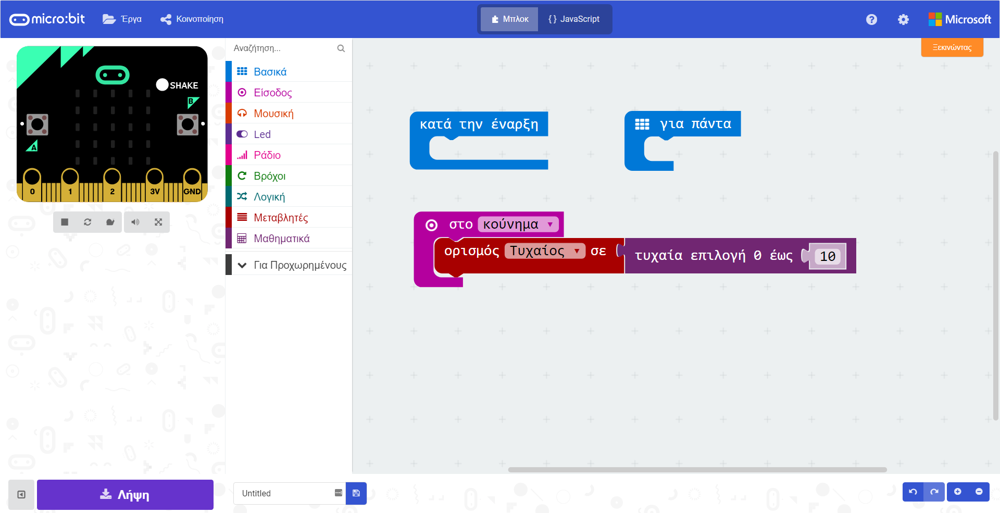 micro:bit
Έργα
Κοινοποίηση
Μπλοκ
{} JavaScript
Microsoft
Ξεκινώντας
SHAKE
B
A
0
1
2
3V
GND
Αναζήτηση...
Βασικά
Είσοδος
Μουσική
Led
Ράδιο
Βρόχοι
Λογική
Μεταβλητές
Μαθηματικά
Για Προχωρημένους
κατά την έναρξη
για πάντα
στο κούνημα
ορισμός Τυχαίος σε τυχαία επιλογή 0 έως 10
Λήψη
Untitled